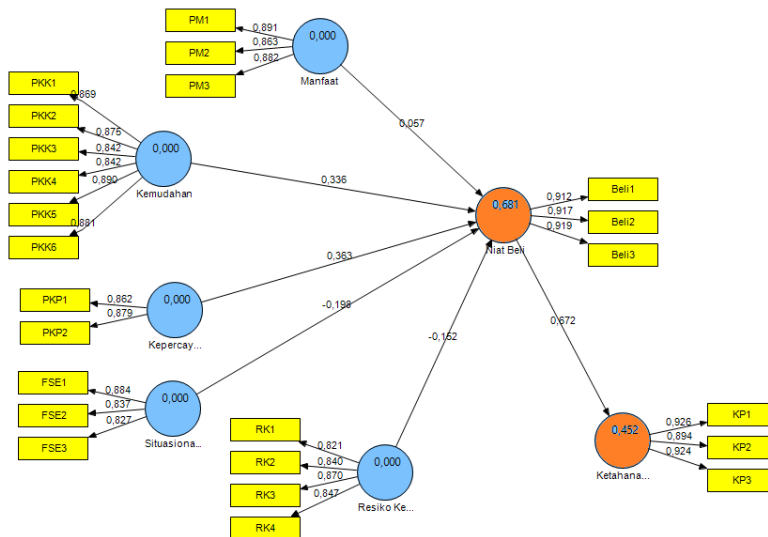 PM1
PM2
PM3
0,891
0,863
0,882
0,000
Manfaat
0,057
PKK1
PKK2
PKK3
PKK4
PKK5
PKK6
0,869
0,876
0,842
0,842
0,890
0,881
0,000
Kemudahan
0,336
0,681
Niat Beli
0,912
0,917
0,919
Beli1
Beli2
Beli3
PKP1
PKP2
0,862
0,879
0,000
Kepercay...
0,363
FSE1
FSE2
FSE3
0,884
0,837
0,827
0,000
Situasiona...
-0,198
RK1
RK2
RK3
RK4
0,821
0,840
0,870
0,847
0,000
Resiko Ke...
-0,152
0,672
0,452
Ketahana...
0,926
0,894
0,924
KP1
KP2
KP3